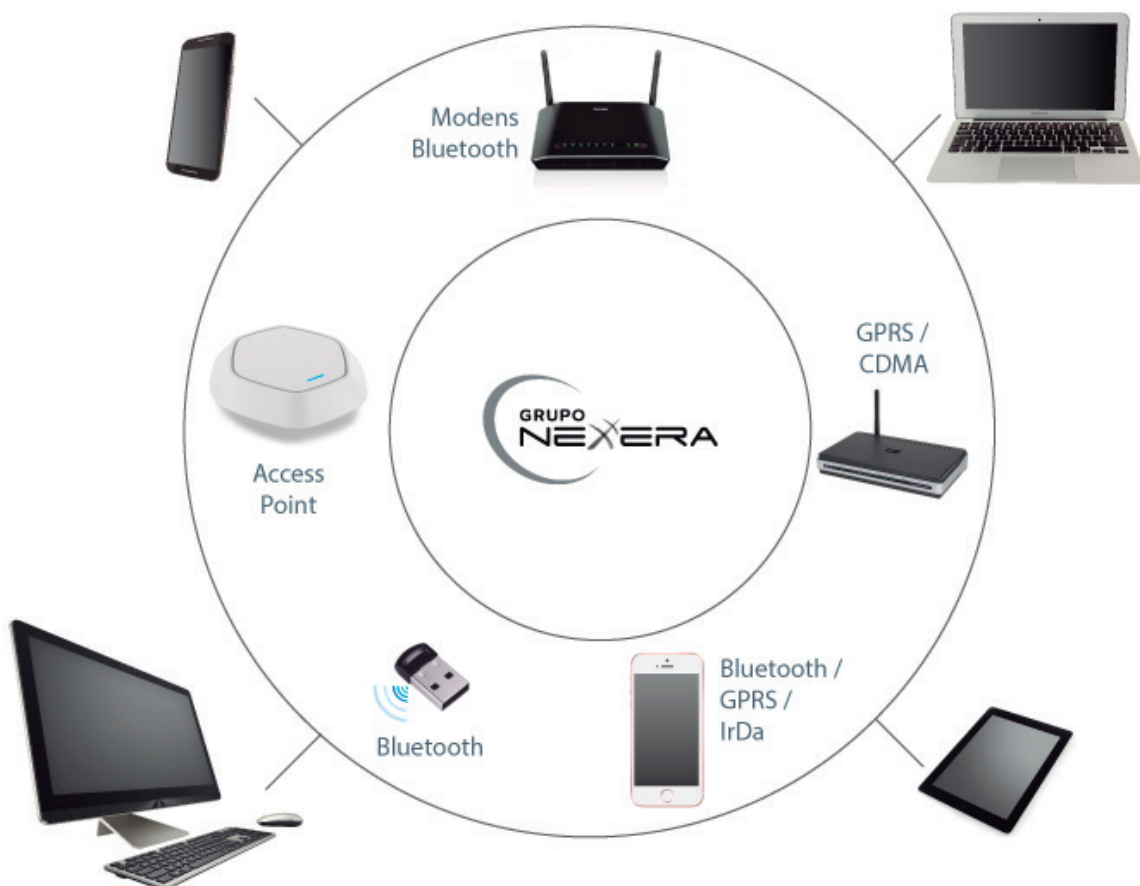 Modens
Bluetooth
GPRS /
CDMA
GRUPO
NEXERA
Access
Point
Bluetooth /
GPRS /
IrDa
Bluetooth